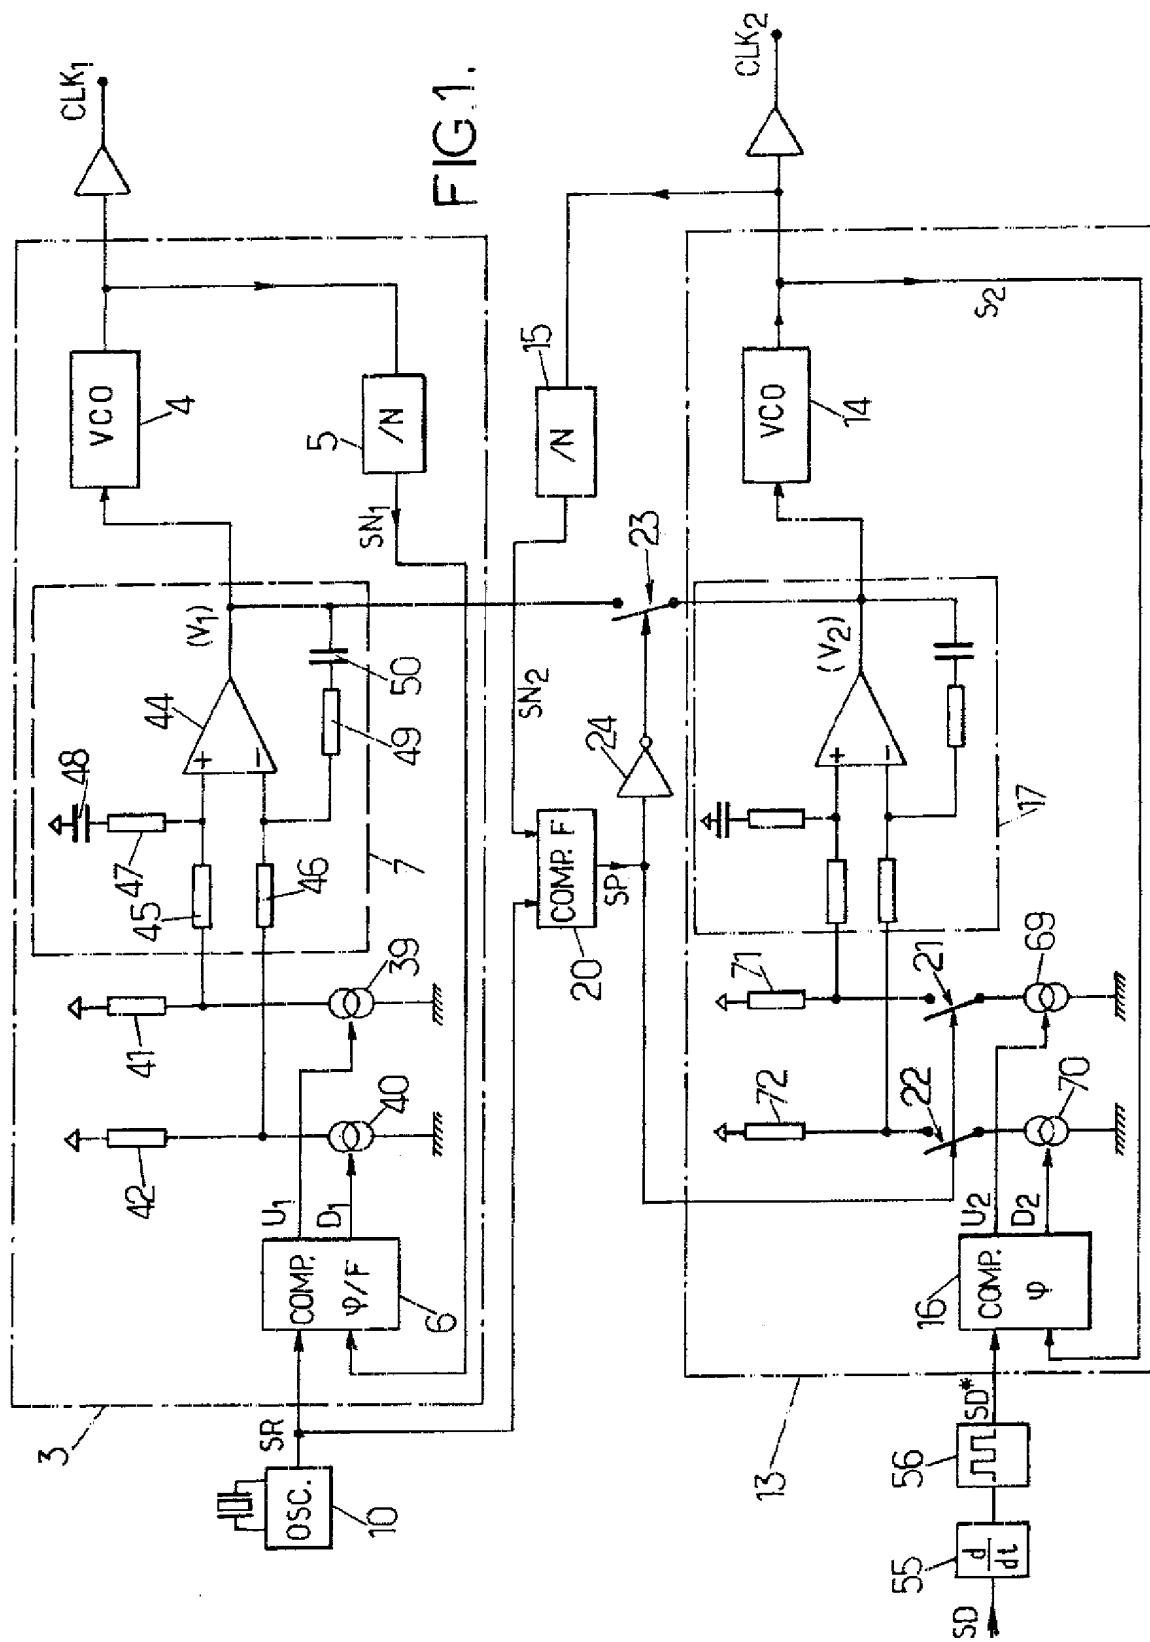 FIG.1.
CLK1
VCO
4
5
/N
SN1
(V1)
44
50
49
48
47
45
46
7
41
39
42
40
U1
D1
COMP.
φ/F
6
3
SR
OSC.
10
CLK2
15
/N
SN2
23
24
COMP. F
SP
20
VCO
14
S2
(V2)
17
71
21
69
72
22
70
U2
D2
COMP.
φ
16
13
SD*
56
d
dt
55
SD